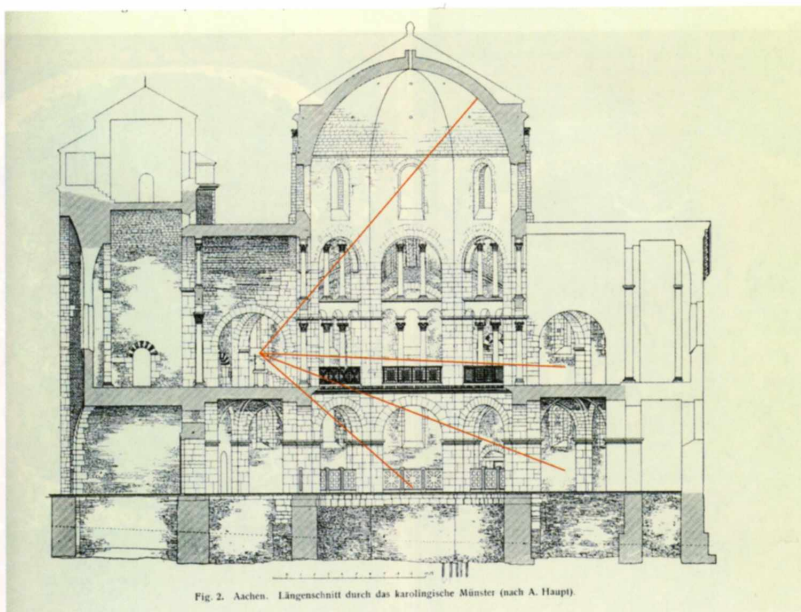 Fig. 2. Aachen. Längenschnitt durch das karolingische Münster (nach A. Haupt).